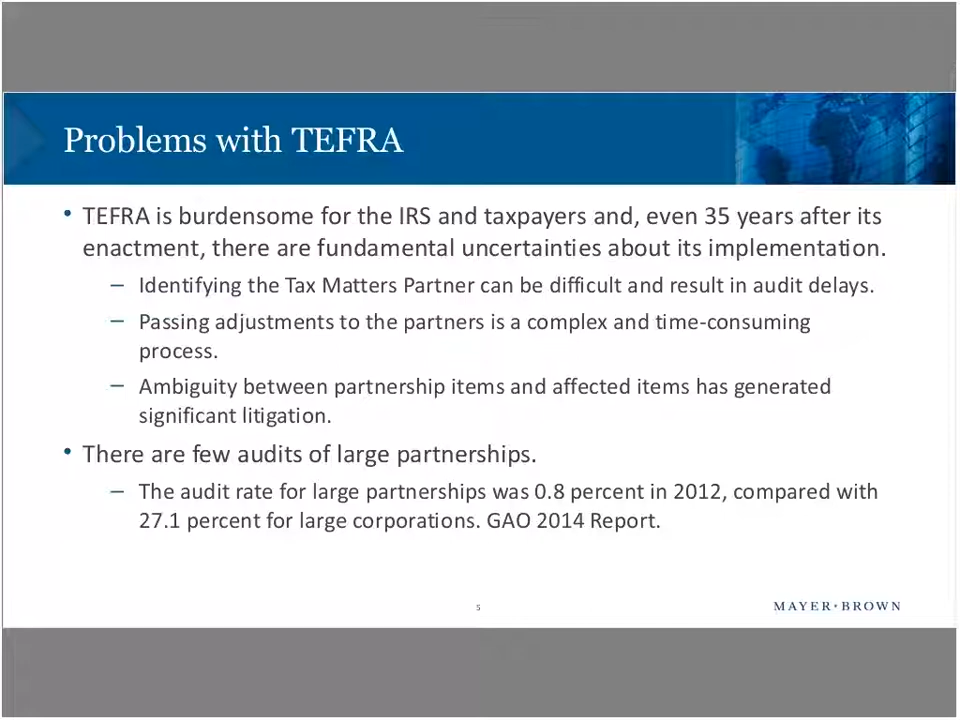 Problems with TEFRA
• TEFRA is burdensome for the IRS and taxpayers and, even 35 years after its
enactment, there are fundamental uncertainties about its implementation.
– Identifying the Tax Matters Partner can be difficult and result in audit delays.
– Passing adjustments to the partners is a complex and time-consuming
process.
– Ambiguity between partnership items and affected items has generated
significant litigation.
• There are few audits of large partnerships.
– The audit rate for large partnerships was 0.8 percent in 2012, compared with
27.1 percent for large corporations. GAO 2014 Report.
5
MAYER•BROWN